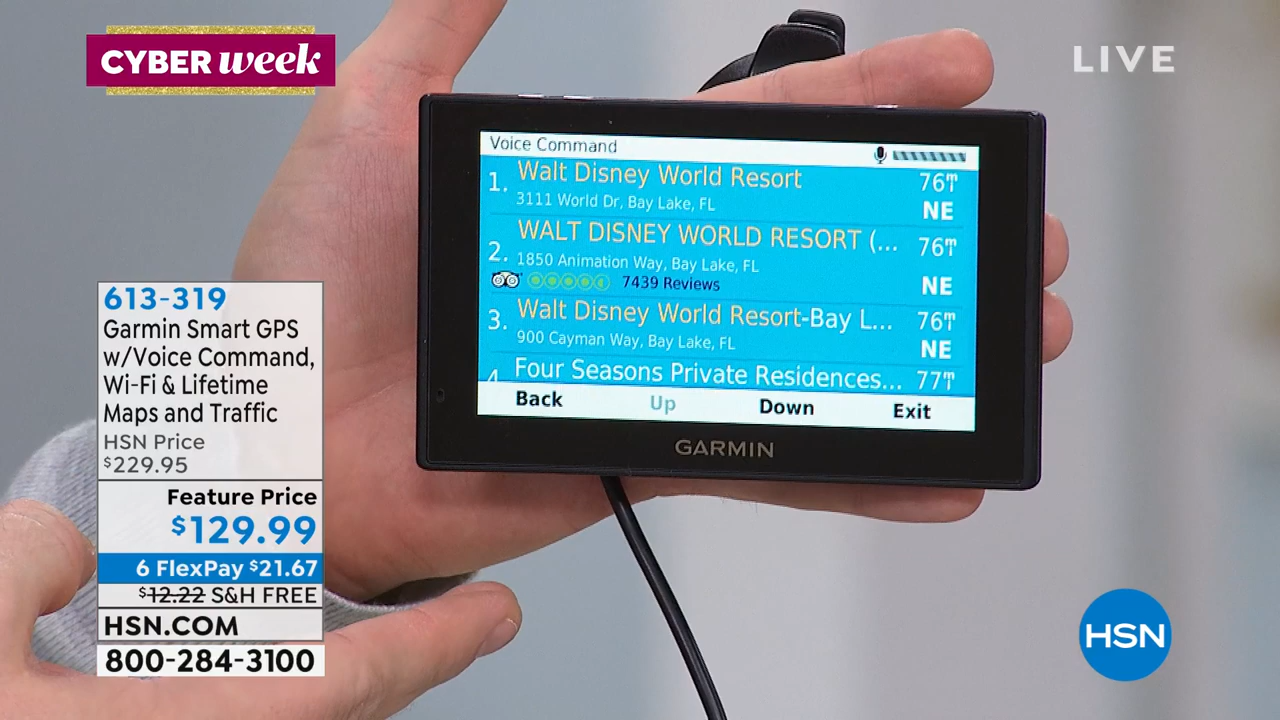 CYBER week
LIVE
Voice Command
1. Walt Disney World Resort 76
3111 World Dr, Bay Lake, FL NE
2. WALT DISNEY WORLD RESORT (... 76
1850 Animation Way, Bay Lake, FL
7439 Reviews NE
3. Walt Disney World Resort-Bay L... 76
900 Cayman Way, Bay Lake, FL NE
4 Four Seasons Private Residences... 77
Back Up Down Exit
GARMIN
613-319
Garmin Smart GPS
w/Voice Command,
Wi-Fi & Lifetime
Maps and Traffic
HSN Price
$229.95
Feature Price
$129.99
6 FlexPay $21.67
$12.22 S&H FREE
HSN.COM
800-284-3100
HSN